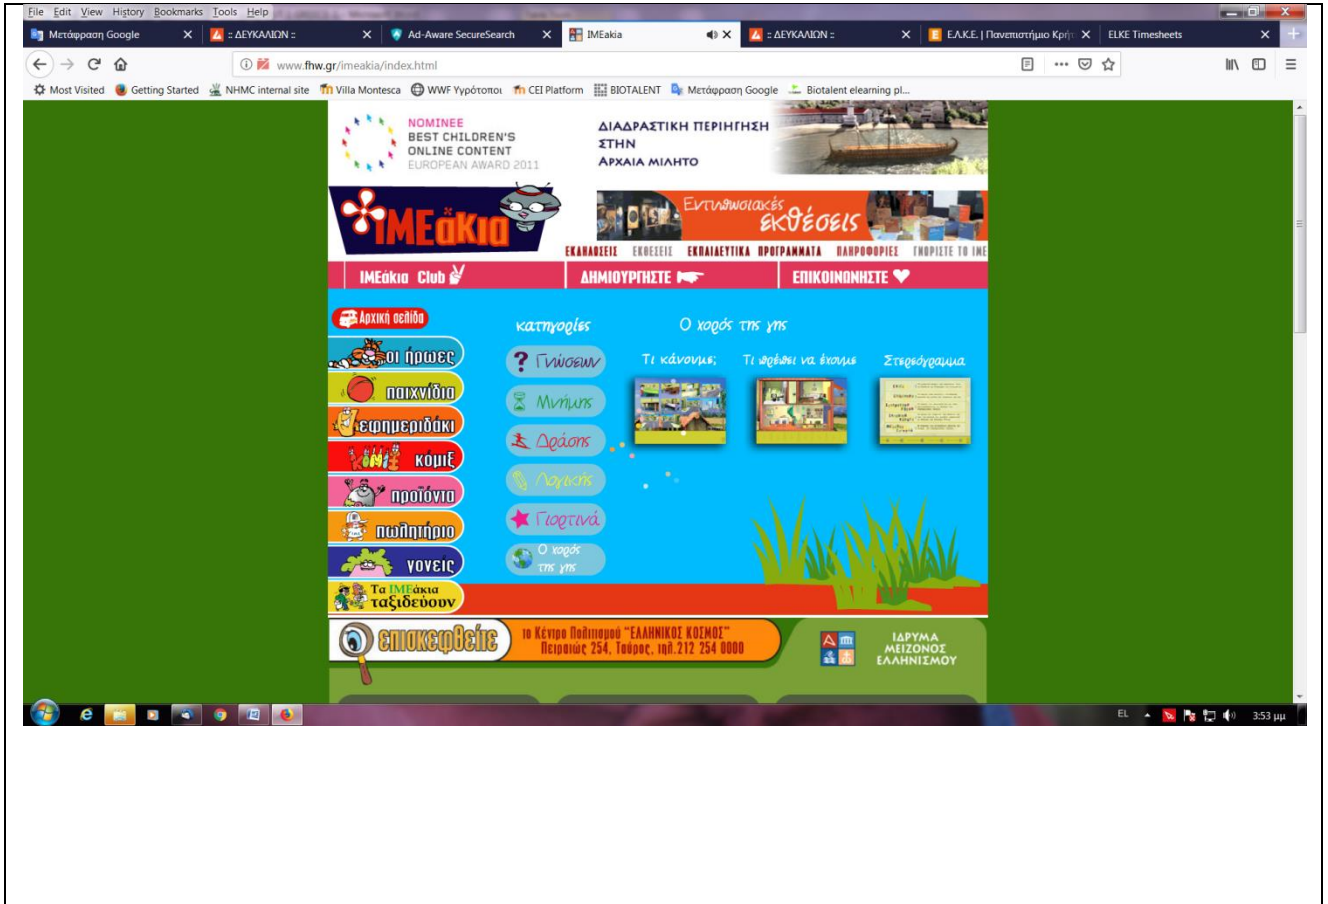 File Edit View History Bookmarks Tools Help
Μετάφραση Google
:: ΔΕΥΚΑΛΙΩΝ ::
Ad-Aware SecureSearch
IMEakia
:: ΔΕΥΚΑΛΙΩΝ ::
Ε.Λ.Κ.Ε. | Πανεπιστήμιο Κρήτ
ELKE Timesheets
www.fhw.gr/imeakia/index.html
Most Visited Getting Started NHMC internal site Villa Montesca WWF Υγρότοποι CEI Platform BIOTALENT Μετάφραση Google Biotalent elearning pl...
NOMINEE
BEST CHILDREN'S
ONLINE CONTENT
EUROPEAN AWARD 2011
ΔΙΑΔΡΑΣΤΙΚΗ ΠΕΡΙΗΓΗΣΗ
ΣΤΗΝ
ΑΡΧΑΙΑ ΜΙΛΗΤΟ
ΙΜΕάκια
Εντυπωσιακές
εκθέσεις
ΕΚΔΗΛΩΣΕΙΣ ΕΚΘΕΣΕΙΣ ΕΚΠΑΙΔΕΥΤΙΚΑ ΠΡΟΓΡΑΜΜΑΤΑ ΠΛΗΡΟΦΟΡΙΕΣ ΓΝΩΡΙΣΤΕ ΤΟ ΙΜΕ
ΙΜΕάκια Club
ΔΗΜΙΟΥΡΓΗΣΤΕ
ΕΠΙΚΟΙΝΩΝΗΣΤΕ
Αρχική σελίδα
οι ήρωες
παιχνίδια
εφημεριδάκι
κόμιξ
προϊόντα
πωλητήριο
γονείς
Τα ΙΜΕάκια
ταξιδεύουν
κατηγορίες
Γνώσεων
Μνήμης
Δράσης
Λογικής
Γιορτινά
Ο χορός
της γης
Ο χορός της γης
Τι κάνουμε;
Τι πρέπει να έχουμε
Στερεόγραμμα
επισκεφθείτε
το Κέντρο Πολιτισμού "ΕΛΛΗΝΙΚΟΣ ΚΟΣΜΟΣ"
Πειραιώς 254, Ταύρος, τηλ.212 254 0000
ΙΔΡΥΜΑ
ΜΕΙΖΟΝΟΣ
ΕΛΛΗΝΙΣΜΟΥ
EL
3:53 μμ